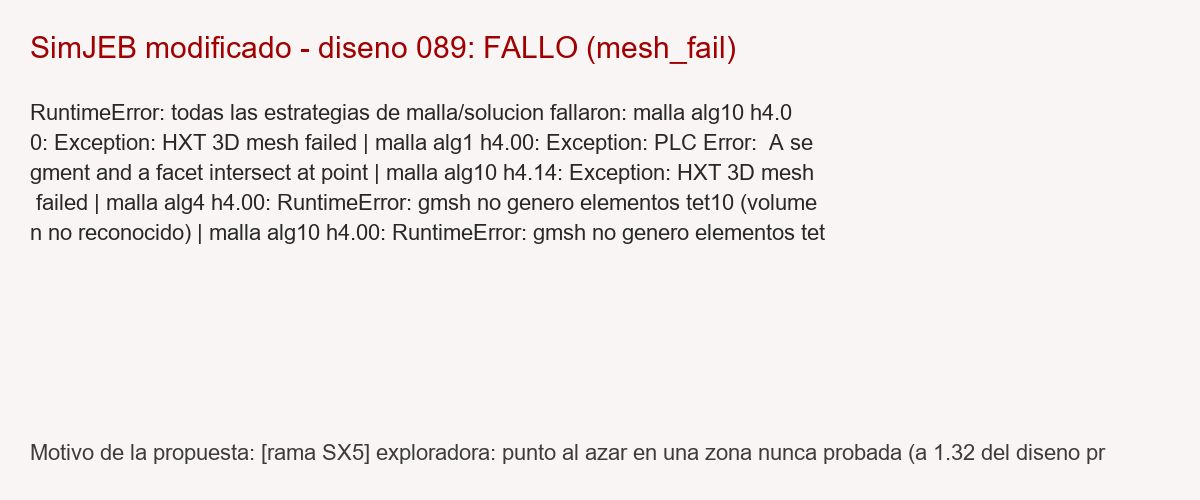 SimJEB modificado - diseno 089: FALLO (mesh_fail)
RuntimeError: todas las estrategias de malla/solucion fallaron: malla alg10 h4.0
0: Exception: HXT 3D mesh failed | malla alg1 h4.00: Exception: PLC Error:  A se
gment and a facet intersect at point | malla alg10 h4.14: Exception: HXT 3D mesh
 failed | malla alg4 h4.00: RuntimeError: gmsh no genero elementos tet10 (volume
n no reconocido) | malla alg10 h4.00: RuntimeError: gmsh no genero elementos tet
Motivo de la propuesta: [rama SX5] exploradora: punto al azar en una zona nunca probada (a 1.32 del diseno pr